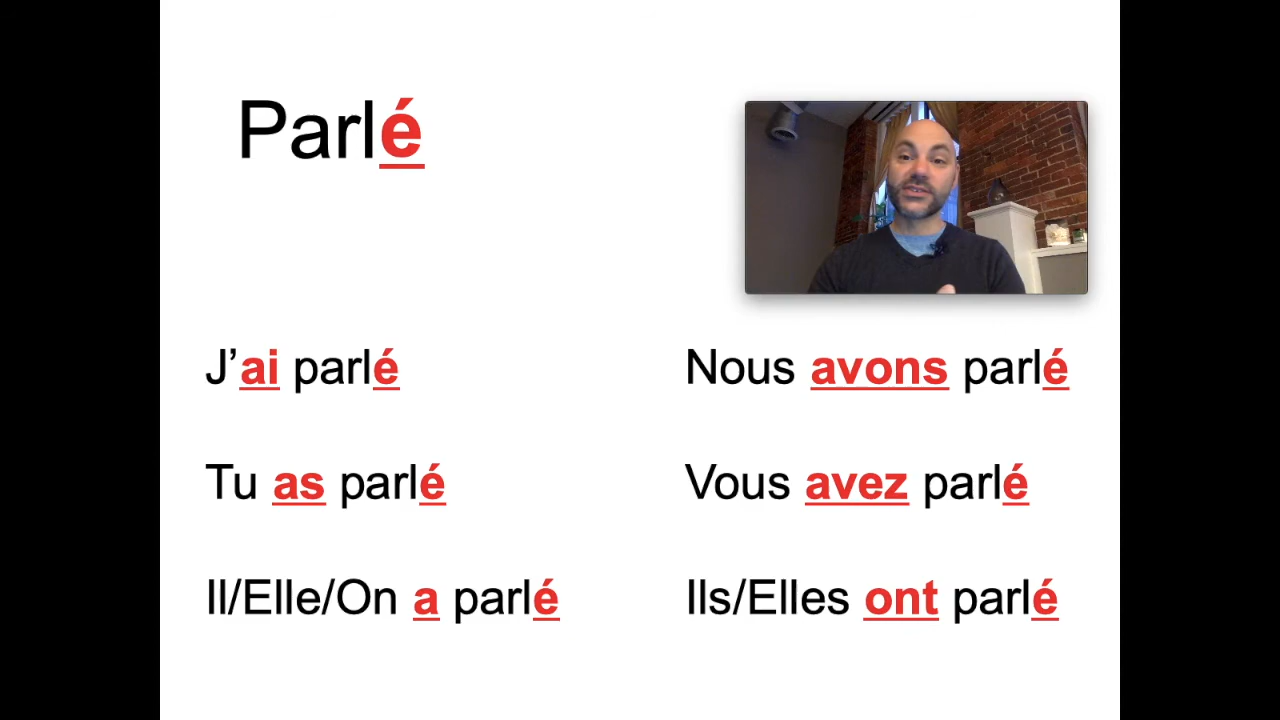 Parlé
J’ai parlé
Tu as parlé
Il/Elle/On a parlé
Nous avons parlé
Vous avez parlé
Ils/Elles ont parlé